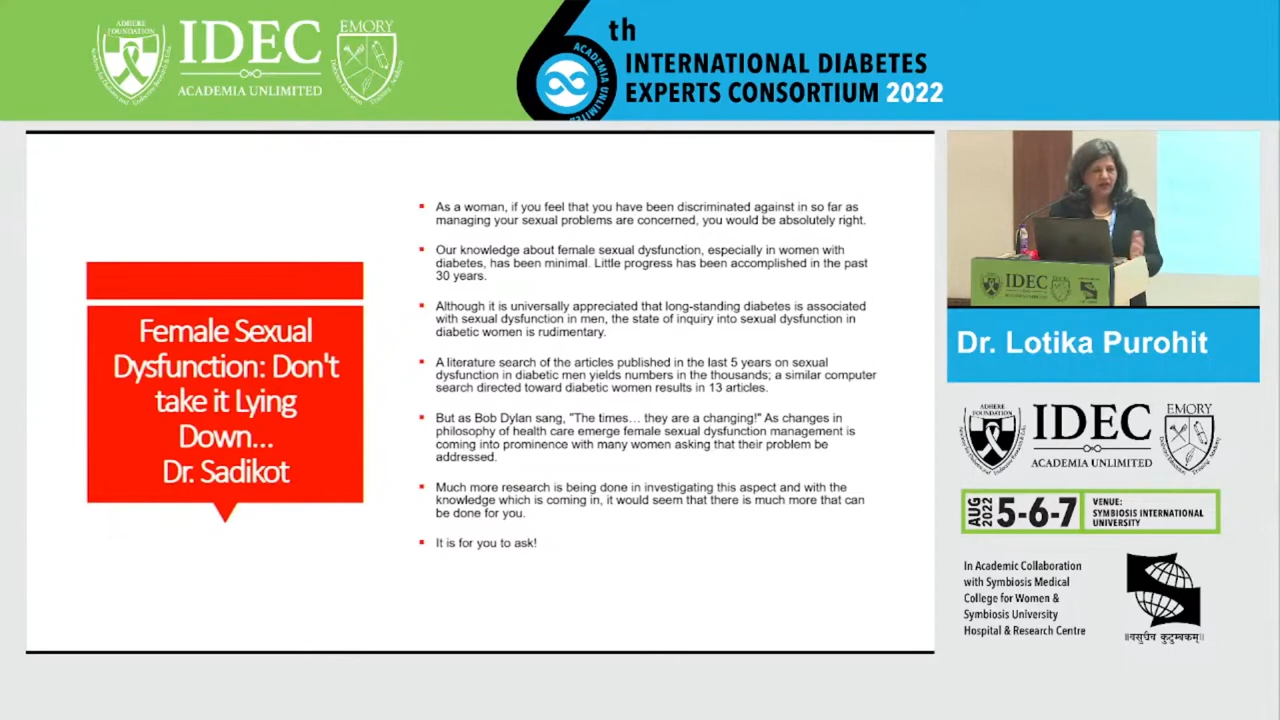 ADHERE
FOUNDATION
IDEC
ACADEMIA UNLIMITED
EMORY
6th
ACADEMIA UNLIMITED
INTERNATIONAL DIABETES
EXPERTS CONSORTIUM 2022
Female Sexual
Dysfunction: Don't
take it Lying
Down...
Dr. Sadikot
As a woman, if you feel that you have been discriminated against in so far as
managing your sexual problems are concerned, you would be absolutely right.
Our knowledge about female sexual dysfunction, especially in women with
diabetes, has been minimal. Little progress has been accomplished in the past
30 years.
Although it is universally appreciated that long-standing diabetes is associated
with sexual dysfunction in men, the state of inquiry into sexual dysfunction in
diabetic women is rudimentary.
A literature search of the articles published in the last 5 years on sexual
dysfunction in diabetic men yields numbers in the thousands; a similar computer
search directed toward diabetic women results in 13 articles.
But as Bob Dylan sang, "The times… they are a changing!" As changes in
philosophy of health care emerge female sexual dysfunction management is
coming into prominence with many women asking that their problem be
addressed.
Much more research is being done in investigating this aspect and with the
knowledge which is coming in, it would seem that there is much more that can
be done for you.
It is for you to ask!
IDEC
Dr. Lotika Purohit
ADHERE
FOUNDATION
IDEC
ACADEMIA UNLIMITED
EMORY
AUG
2022
5-6-7
VENUE:
SYMBIOSIS INTERNATIONAL
UNIVERSITY
In Academic Collaboration
with Symbiosis Medical
College for Women &
Symbiosis University
Hospital & Research Centre
॥वसुधैव कुटुम्बकम्॥